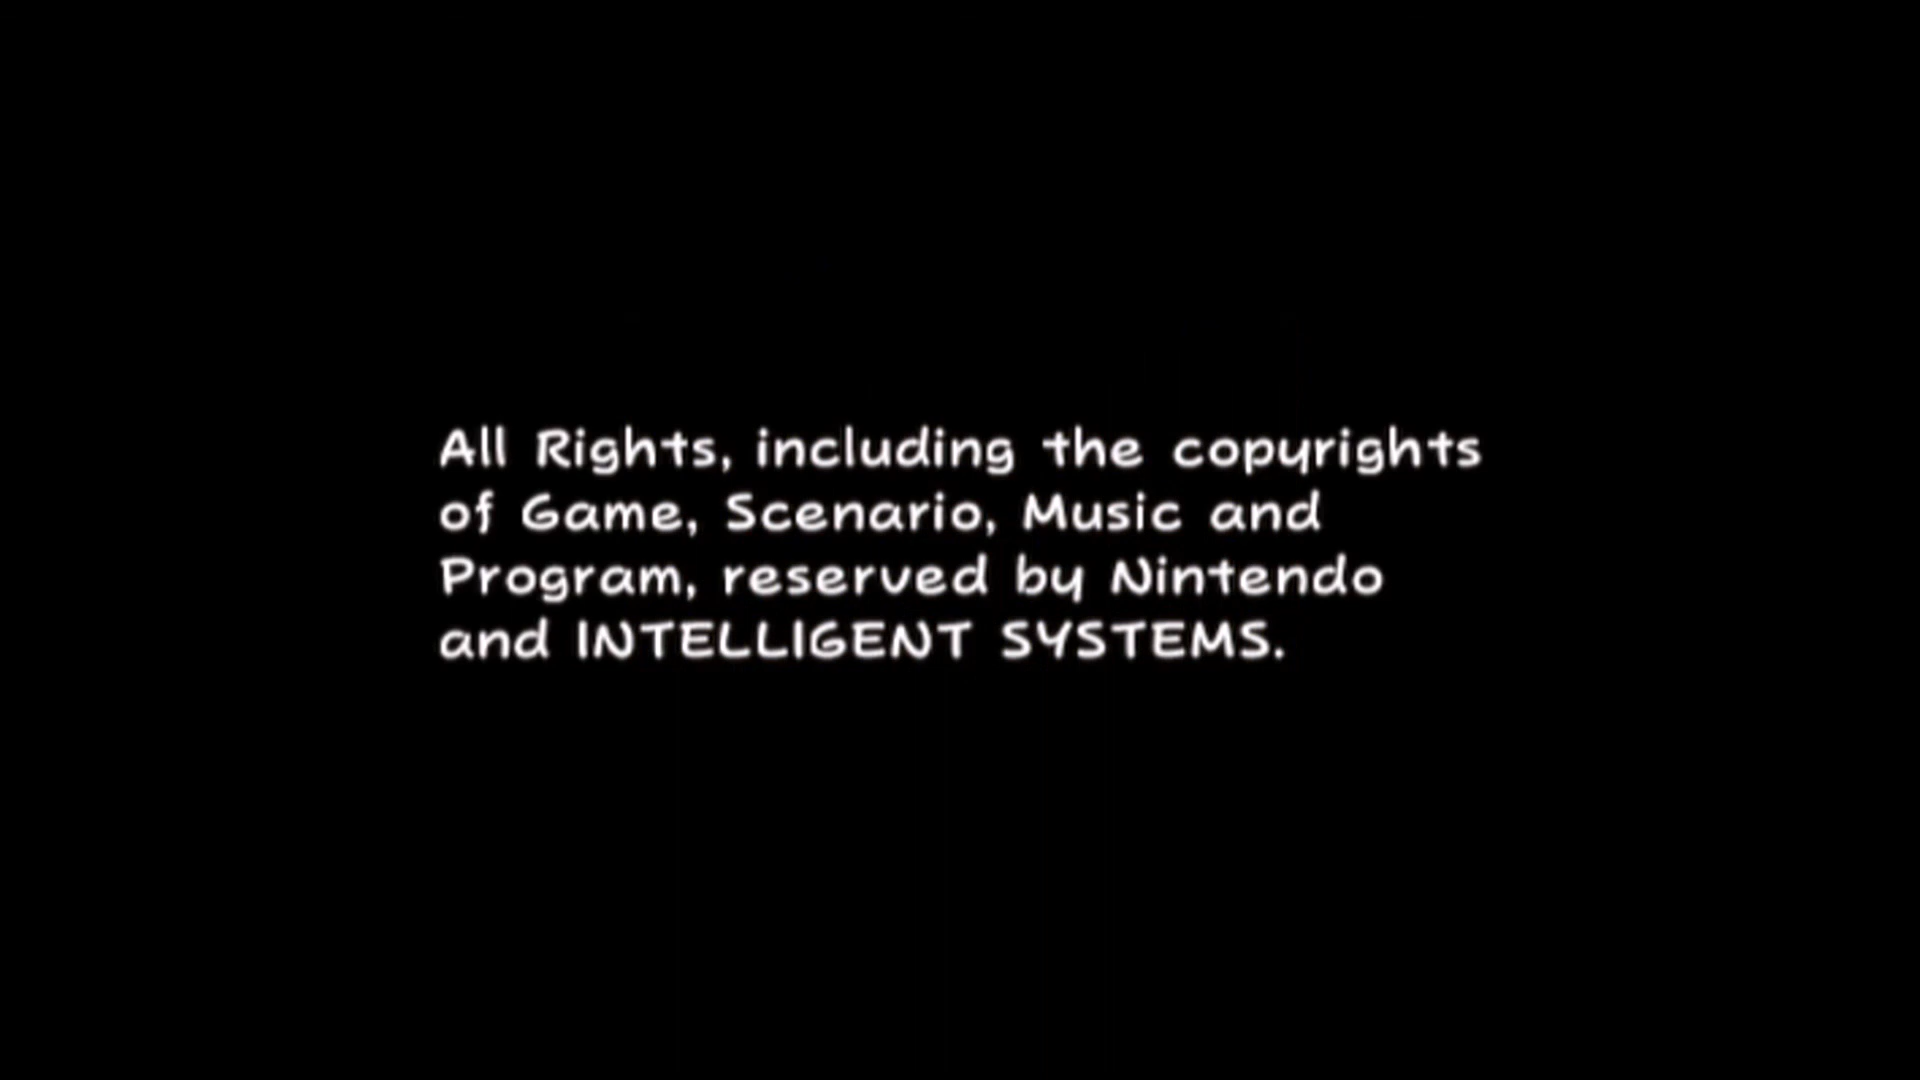 All Rights, including the copyrights
of Game, Scenario, Music and
Program, reserved by Nintendo
and INTELLIGENT SYSTEMS.